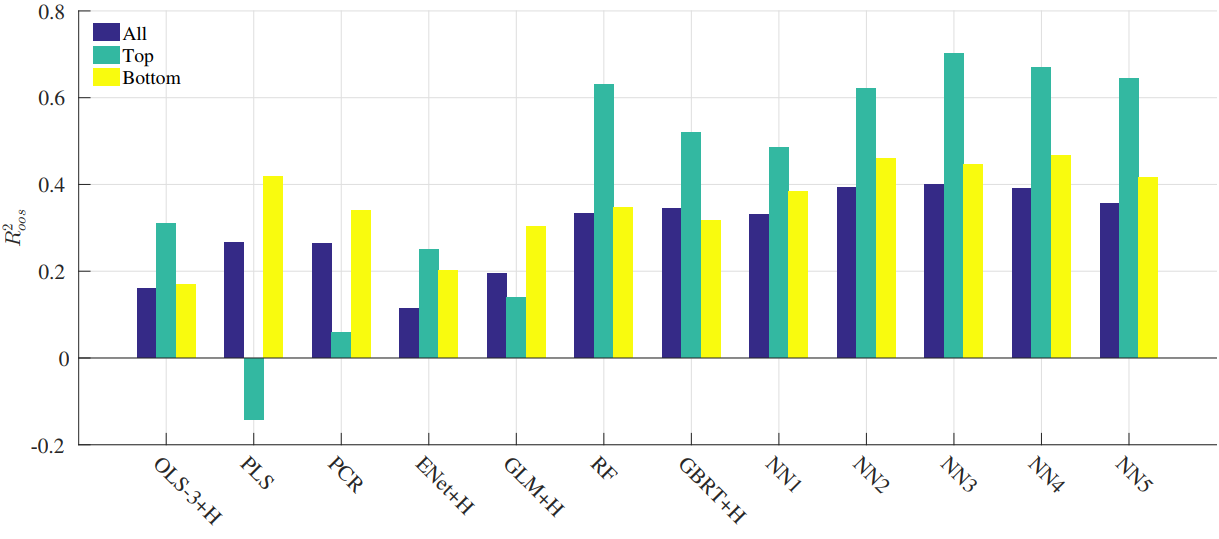 0.8
0.6
0.4
0.2
0
-0.2
R²oos
All
Top
Bottom
OLS-3+H
PLS
PCR
ENet+H
GLM+H
RF
GBRT+H
NN1
NN2
NN3
NN4
NN5